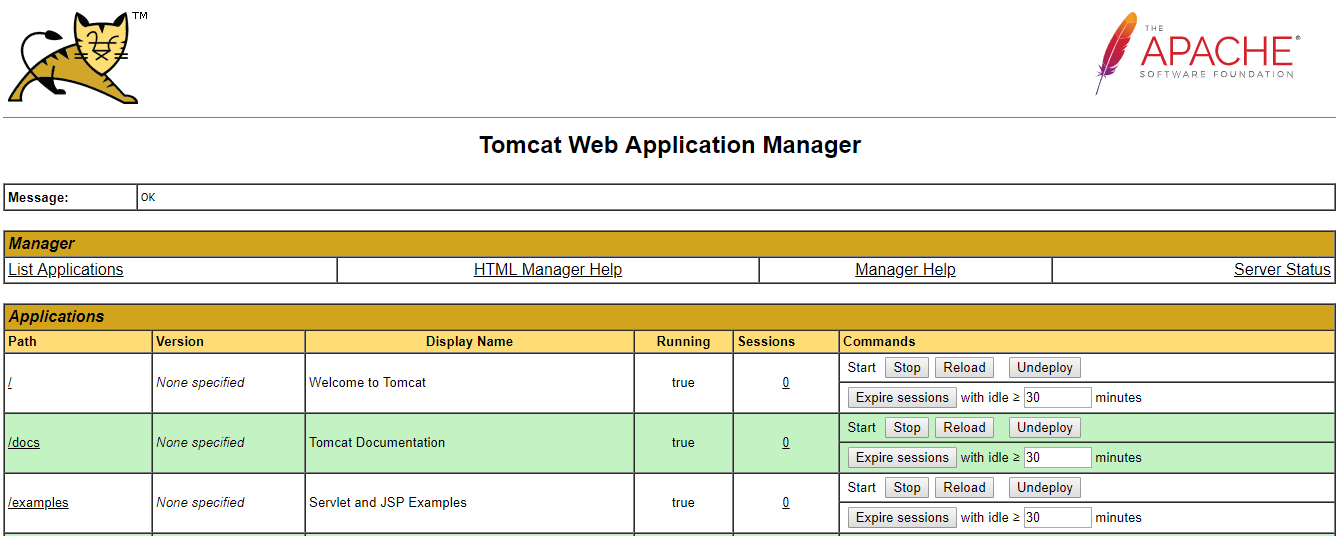 TM
THE
APACHE®
SOFTWARE FOUNDATION
Tomcat Web Application Manager
Message: OK
Manager
List Applications HTML Manager Help Manager Help Server Status
Applications
Path Version Display Name Running Sessions Commands
/ None specified Welcome to Tomcat true 0 Start Stop Reload Undeploy
Expire sessions with idle ≥ 30 minutes
/docs None specified Tomcat Documentation true 0 Start Stop Reload Undeploy
Expire sessions with idle ≥ 30 minutes
/examples None specified Servlet and JSP Examples true 0 Start Stop Reload Undeploy
Expire sessions with idle ≥ 30 minutes